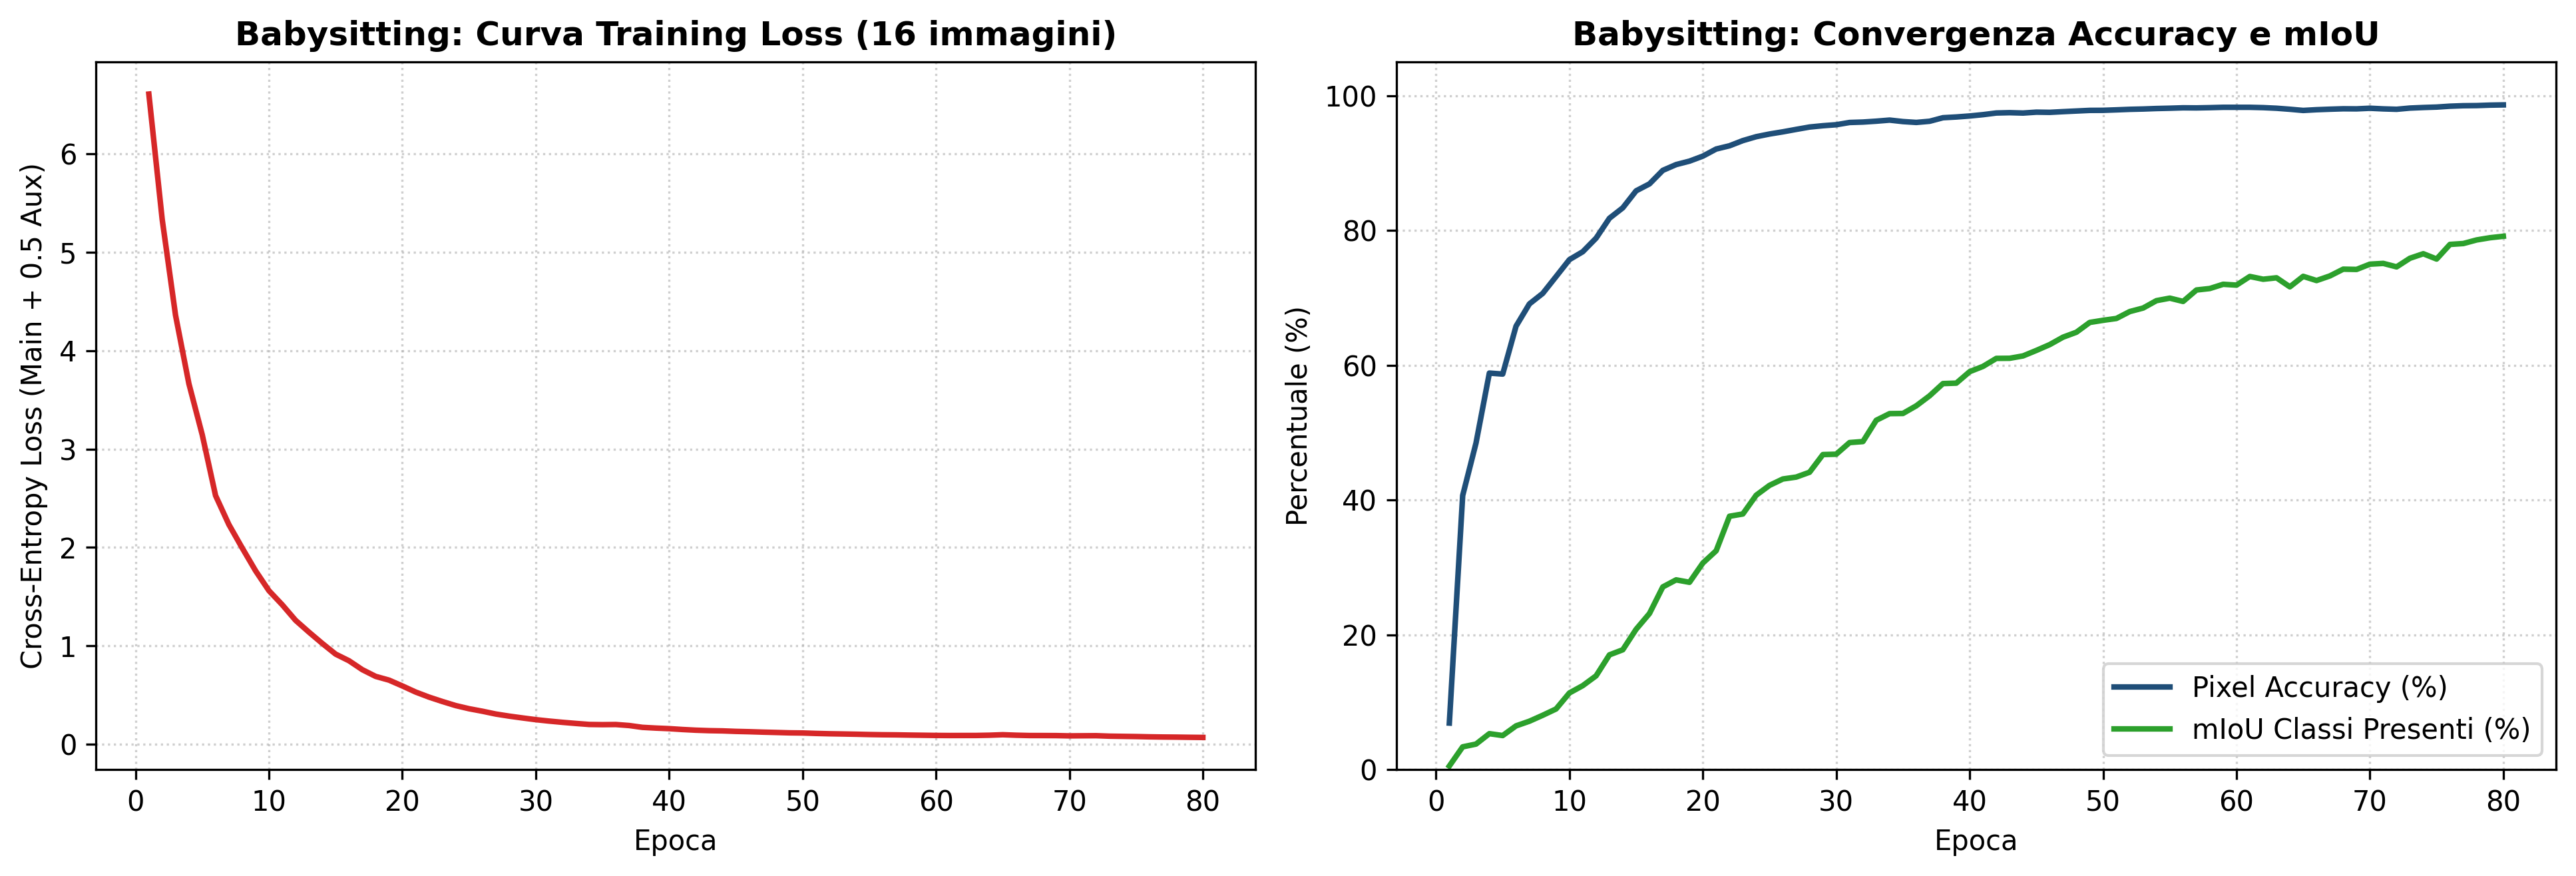 Babysitting: Curva Training Loss (16 immagini)
Cross-Entropy Loss (Main + 0.5 Aux)
6
5
4
3
2
1
0
0 10 20 30 40 50 60 70 80
Epoca
Babysitting: Convergenza Accuracy e mIoU
Percentuale (%)
100
80
60
40
20
0
Pixel Accuracy (%)
mIoU Classi Presenti (%)
0 10 20 30 40 50 60 70 80
Epoca